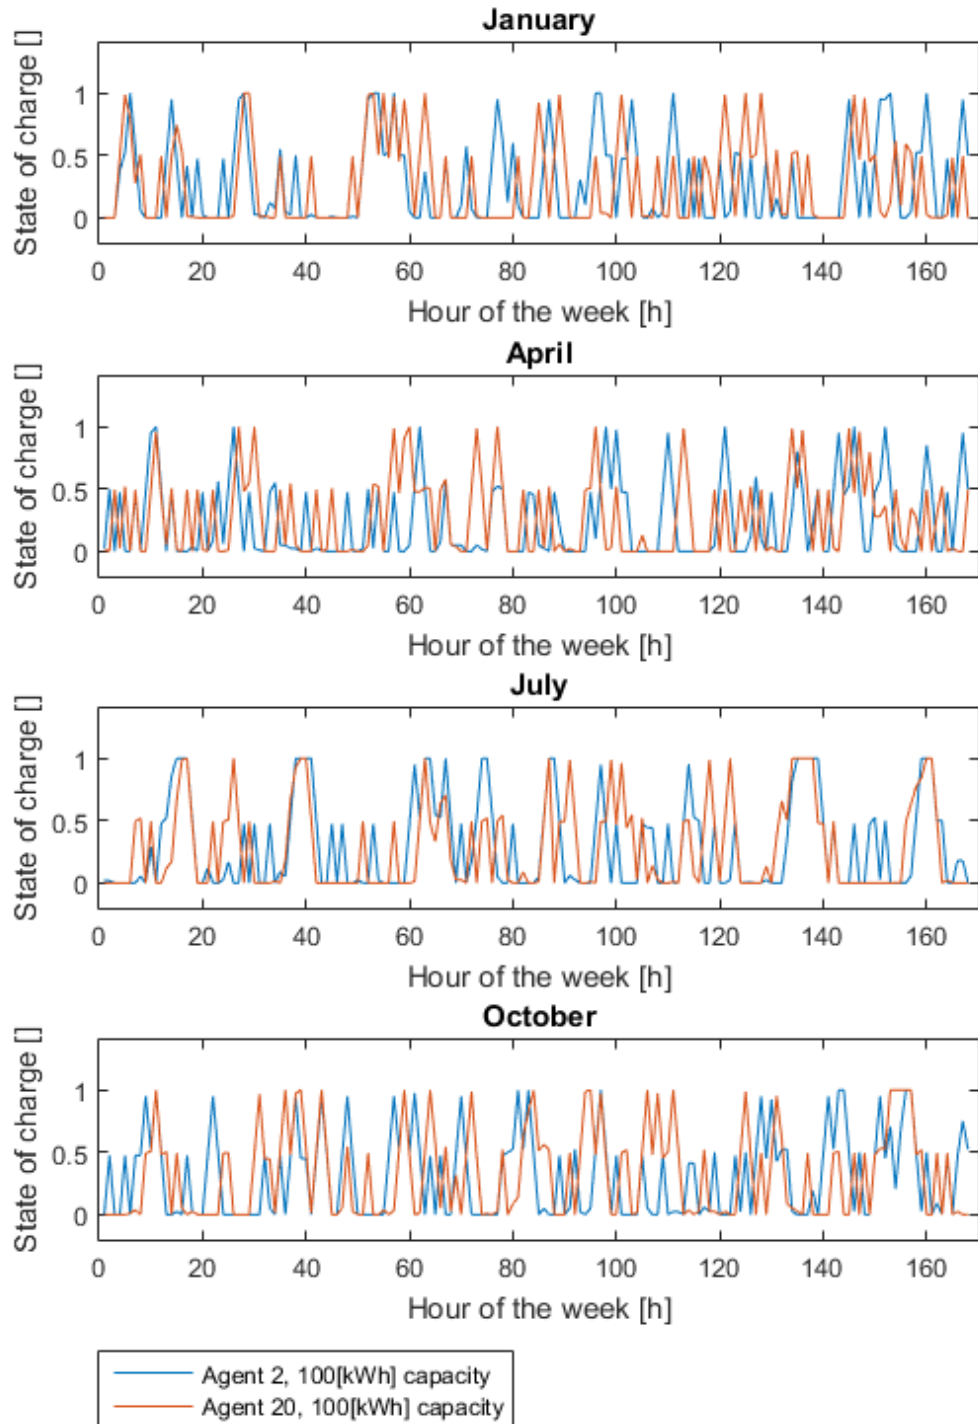 January
State of charge []
1
0.5
0
0 20 40 60 80 100 120 140 160
Hour of the week [h]
April
State of charge []
1
0.5
0
0 20 40 60 80 100 120 140 160
Hour of the week [h]
July
State of charge []
1
0.5
0
0 20 40 60 80 100 120 140 160
Hour of the week [h]
October
State of charge []
1
0.5
0
0 20 40 60 80 100 120 140 160
Hour of the week [h]
Agent 2, 100[kWh] capacity
Agent 20, 100[kWh] capacity